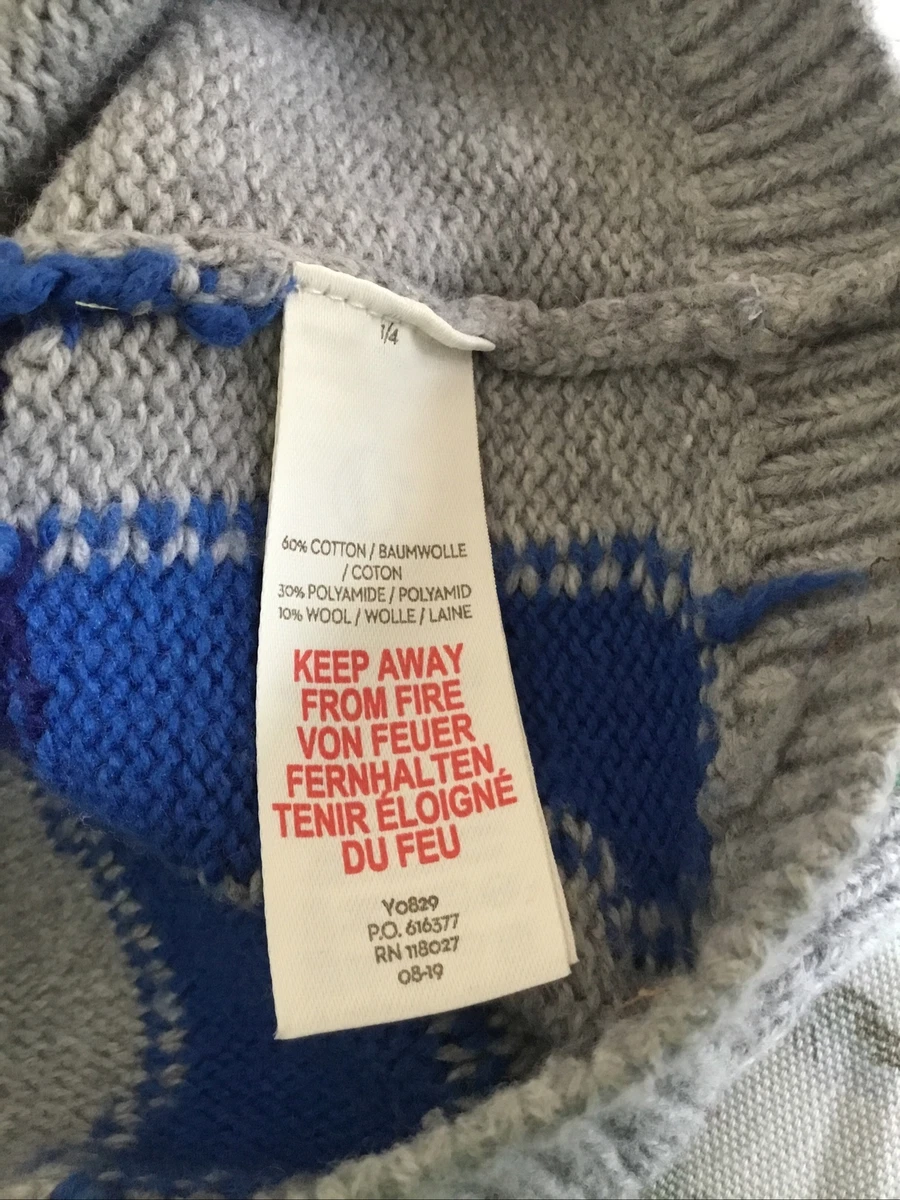 1/4
60% COTTON / BAUMWOLLE
/ COTON
30% POLYAMIDE / POLYAMID
10% WOOL / WOLLE / LAINE
KEEP AWAY
FROM FIRE
VON FEUER
FERNHALTEN
TENIR ÉLOIGNÉ
DU FEU
Y0829
P.O. 616377
RN 118027
08-19